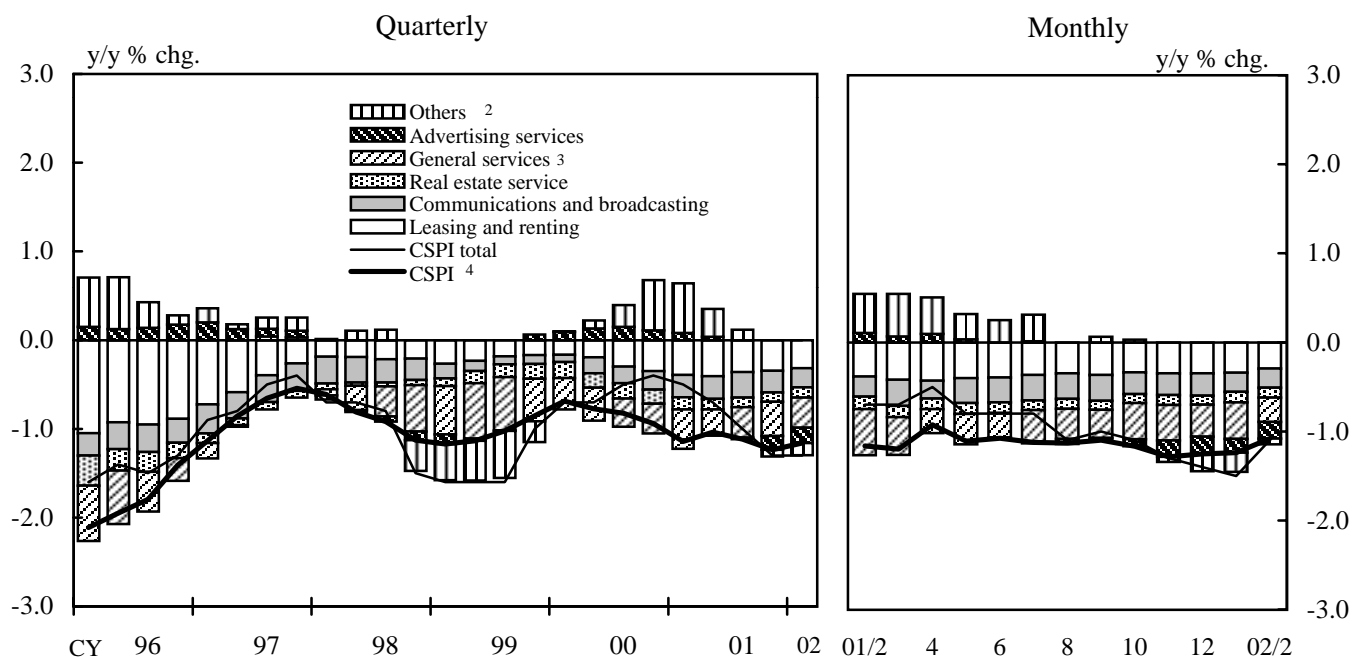 Quarterly
Monthly
y/y % chg.
y/y % chg.
3.0
2.0
1.0
0.0
-1.0
-2.0
-3.0
Others 2
Advertising services
General services 3
Real estate service
Communications and broadcasting
Leasing and renting
CSPI total
CSPI 4
3.0
2.0
1.0
0.0
-1.0
-2.0
-3.0
CY 96 97 98 99 00 01 02
01/2 4 6 8 10 12 02/2